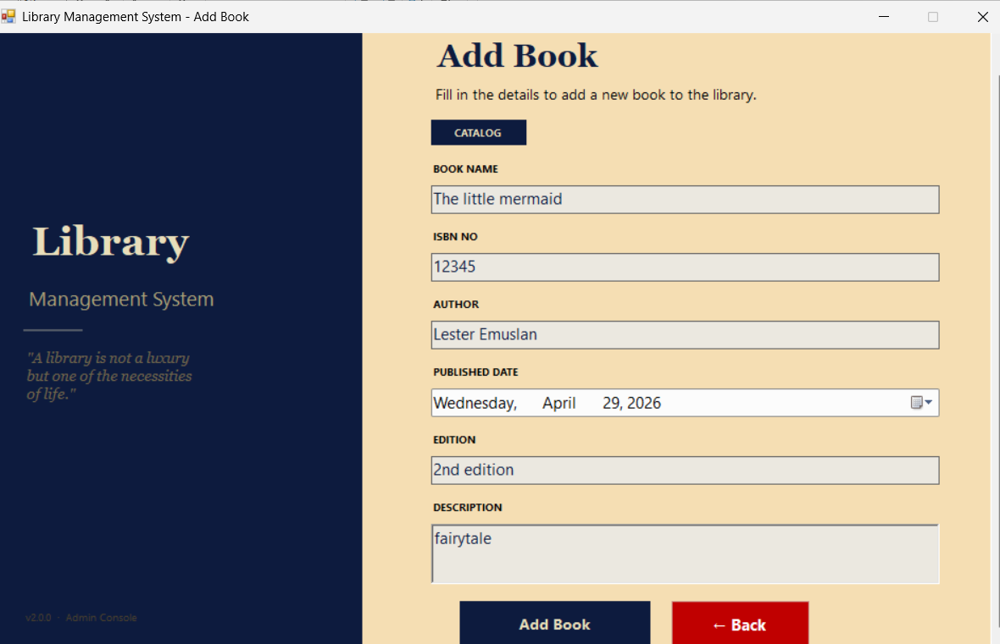 Library Management System - Add Book
Library
Management System
"A library is not a luxury
but one of the necessities
of life."
v2.0.0 · Admin Console
Add Book
Fill in the details to add a new book to the library.
CATALOG
BOOK NAME
The little mermaid
ISBN NO
12345
AUTHOR
Lester Emuslan
PUBLISHED DATE
Wednesday, April 29, 2026
EDITION
2nd edition
DESCRIPTION
fairytale
Add Book
← Back